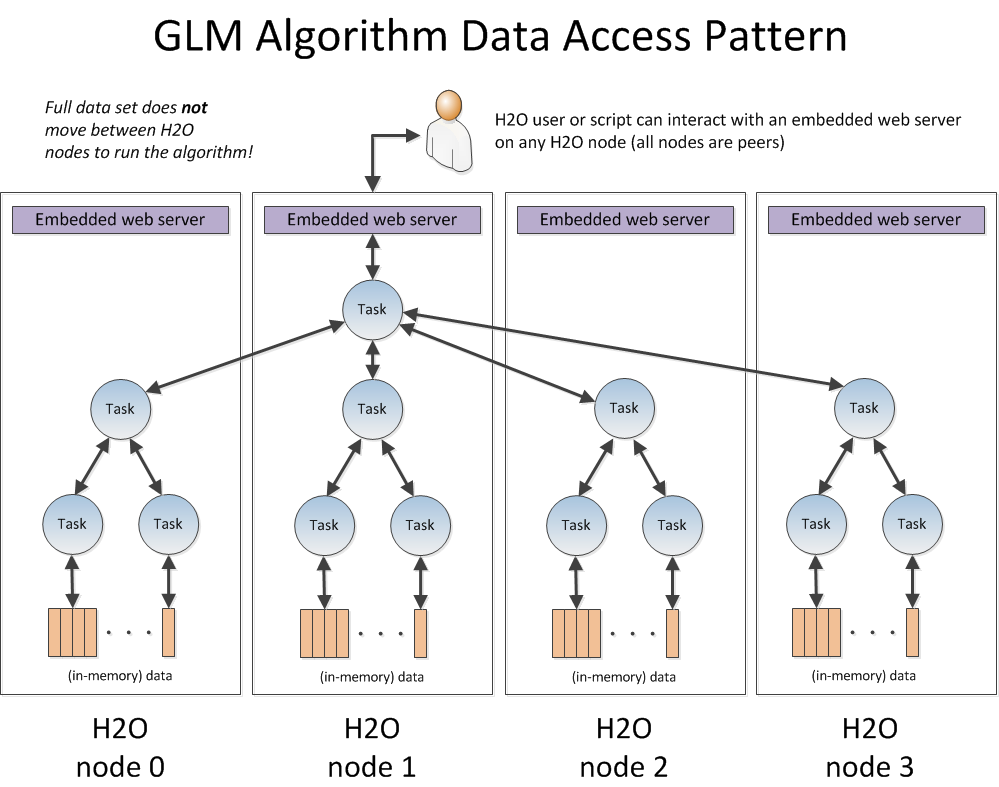 GLM Algorithm Data Access Pattern
Full data set does not
move between H2O
nodes to run the algorithm!
H2O user or script can interact with an embedded web server
on any H2O node (all nodes are peers)
Embedded web server
Embedded web server
Embedded web server
Embedded web server
Task
Task
Task
Task
Task
Task
Task
Task
Task
Task
Task
Task
Task
. . .
. . .
. . .
. . .
(in-memory) data
(in-memory) data
(in-memory) data
(in-memory) data
H2O
node 0
H2O
node 1
H2O
node 2
H2O
node 3